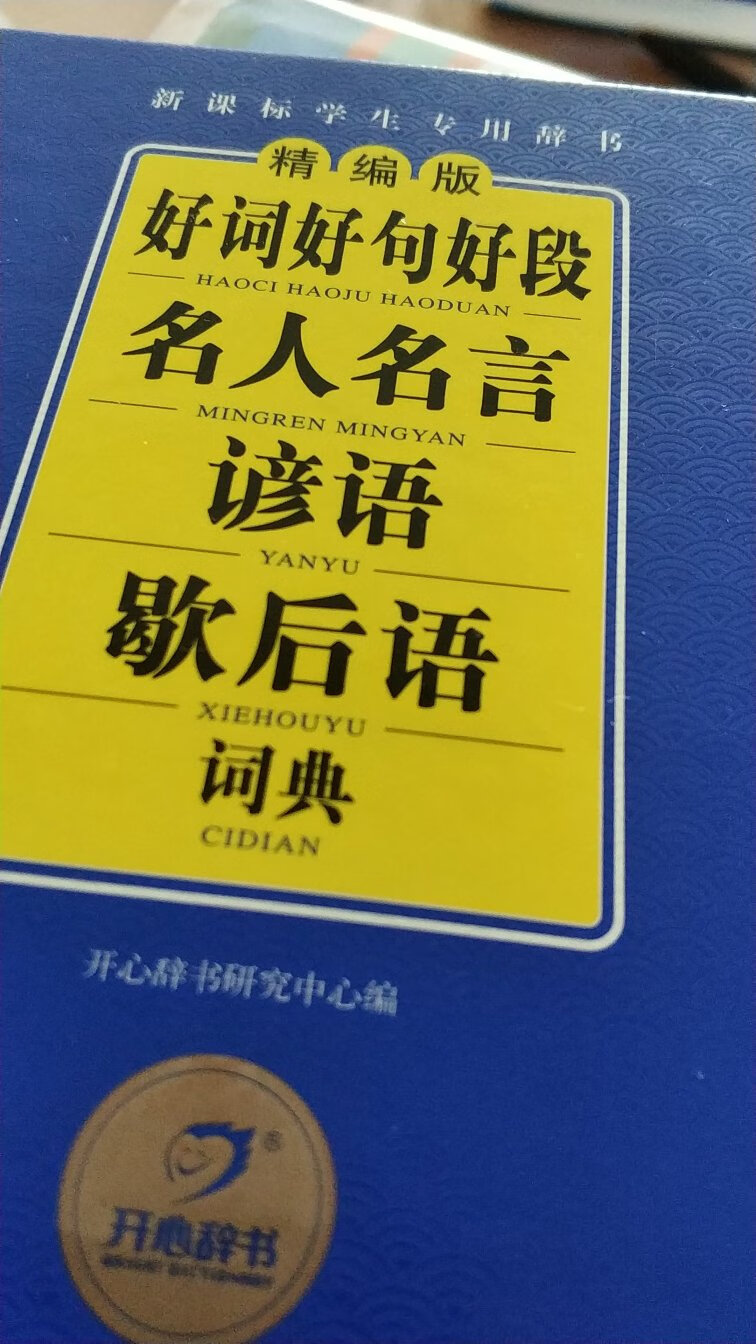 新课标学生专用辞书
精编版
好词好句好段
HAOCI HAOJU HAODUAN
名人名言
MINGREN MINGYAN
谚语
YANYU
歇后语
XIEHOUYU
词典
CIDIAN
开心辞书研究中心编
®
开心辞书